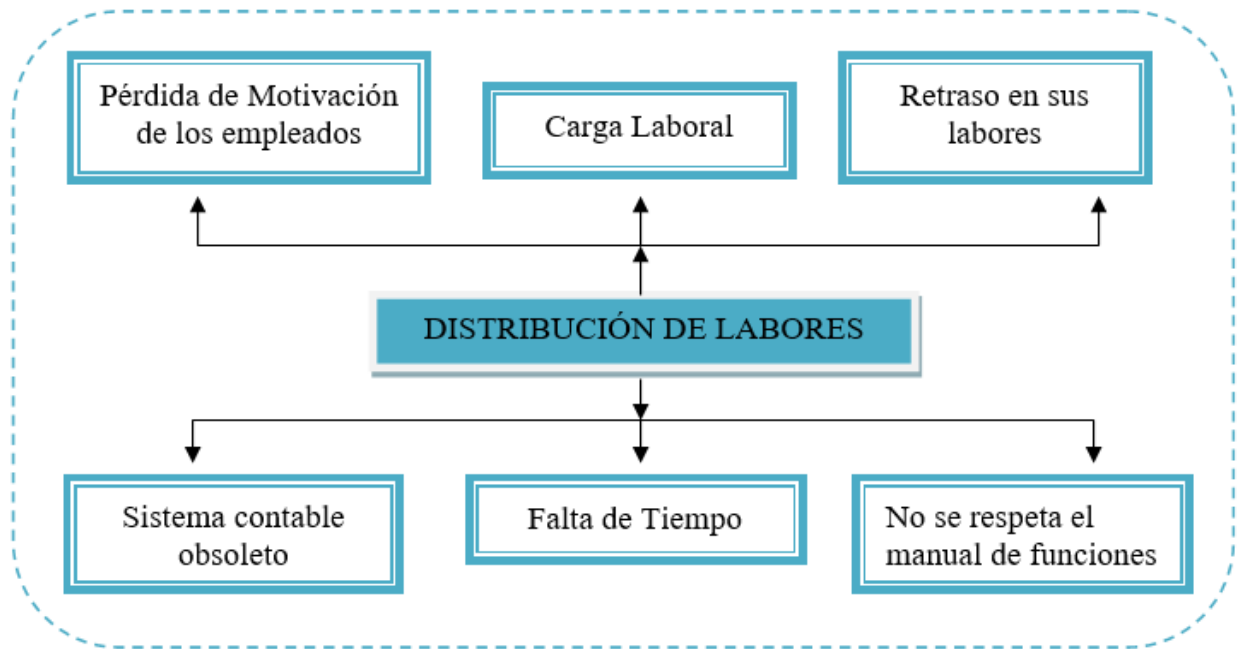 Pérdida de Motivación
de los empleados
Carga Laboral
Retraso en sus
labores
DISTRIBUCIÓN DE LABORES
Sistema contable
obsoleto
Falta de Tiempo
No se respeta el
manual de funciones